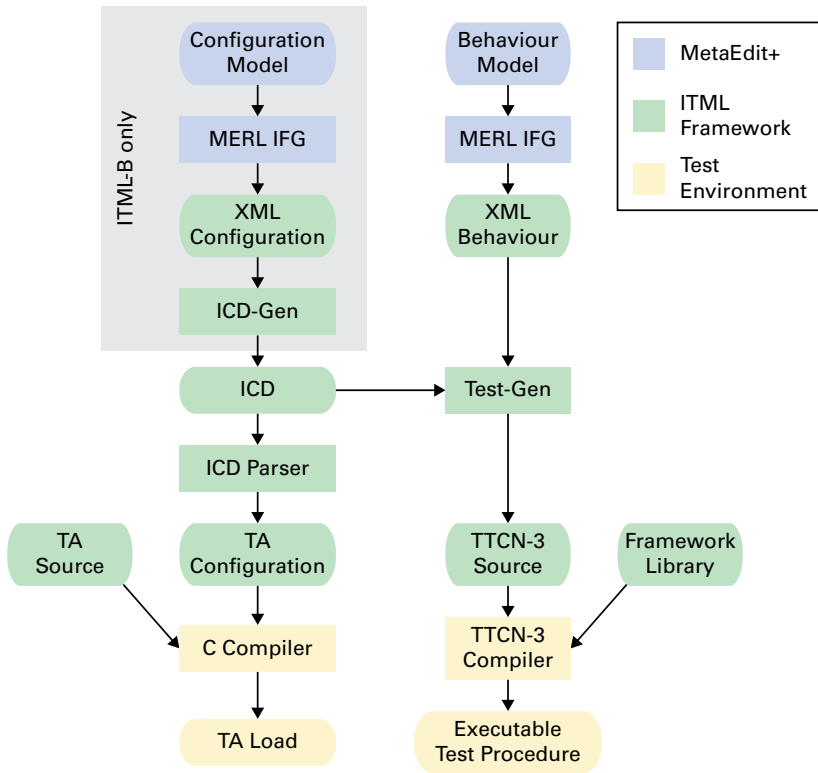 Configuration
Model
Behaviour
Model
MetaEdit+
ITML
Framework
Test
Environment
ITML-B only
MERL IFG
MERL IFG
XML
Configuration
XML
Behaviour
ICD-Gen
ICD
Test-Gen
ICD Parser
TA
Source
TA
Configuration
TTCN-3
Source
Framework
Library
C Compiler
TTCN-3
Compiler
TA Load
Executable
Test Procedure